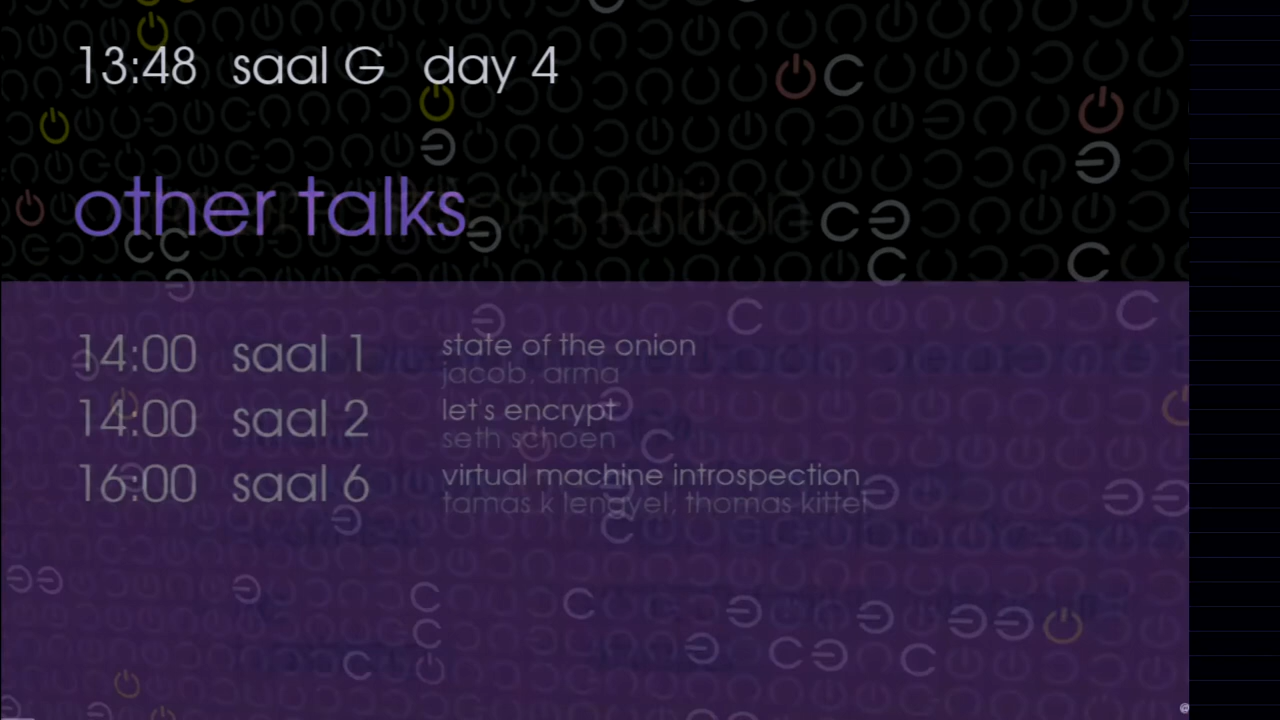 13:48 saal G day 4
other talks
14:00 saal 1 state of the onion
jacob, arma
14:00 saal 2 let s encrypt
seth schoen
16:00 saal 6 virtual machine introspection
tamas k lengyel, thomas kittel